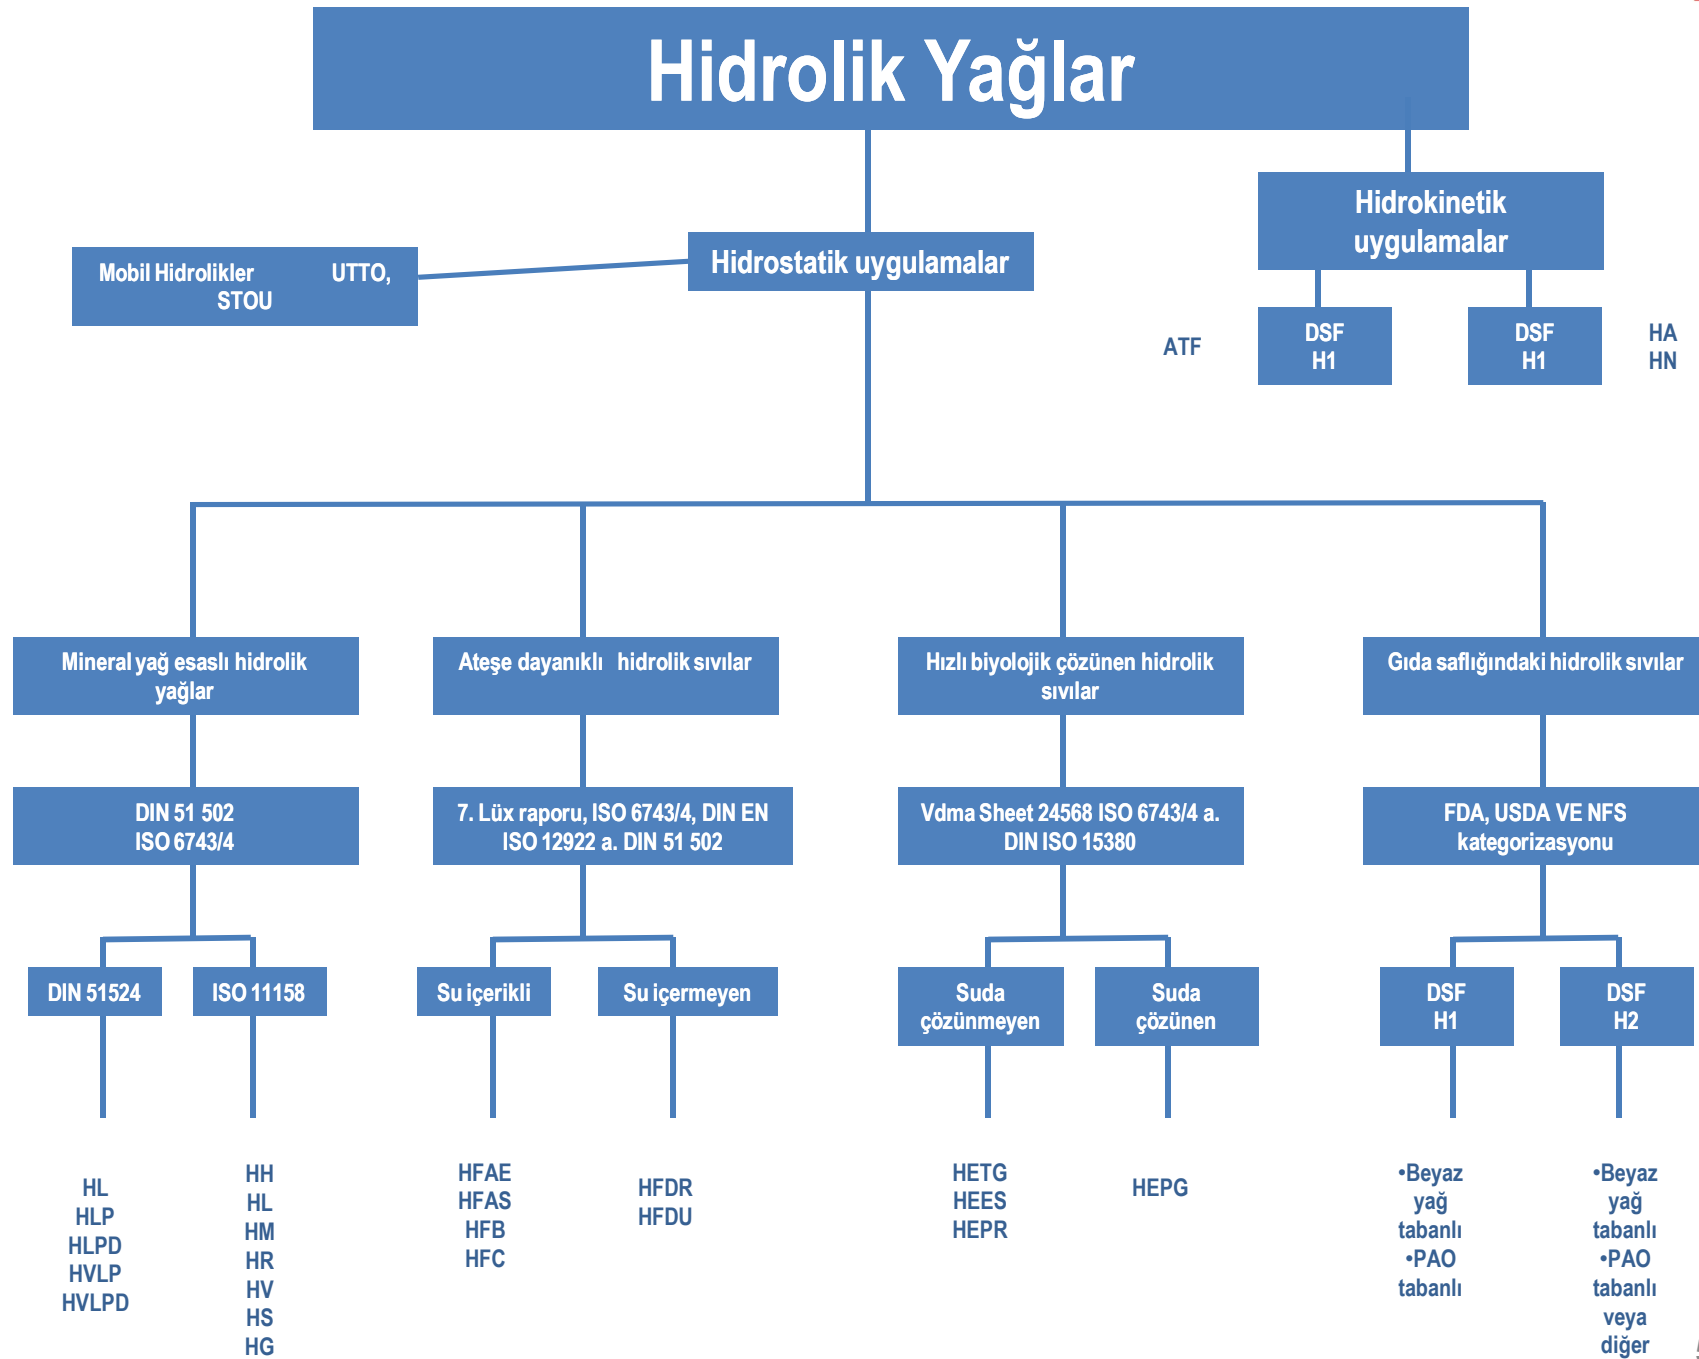 Hidrolik Yağlar
Hidrokinetik
uygulamalar
Hidrostatik uygulamalar
Mobil Hidrolikler UTTO,
STOU
ATF
DSF
H1
DSF
H1
HA
HN
Mineral yağ esaslı hidrolik
yağlar
Ateşe dayanıklı hidrolik sıvılar
Hızlı biyolojik çözünen hidrolik
sıvılar
Gıda saflığındaki hidrolik sıvılar
DIN 51 502
ISO 6743/4
7. Lüx raporu, ISO 6743/4, DIN EN
ISO 12922 a. DIN 51 502
Vdma Sheet 24568 ISO 6743/4 a.
DIN ISO 15380
FDA, USDA VE NFS
kategorizasyonu
DIN 51524
ISO 11158
Su içerikli
Su içermeyen
Suda
çözünmeyen
Suda
çözünen
DSF
H1
DSF
H2
HL
HLP
HLPD
HVLP
HVLPD
HH
HL
HM
HR
HV
HS
HG
HFAE
HFAS
HFB
HFC
HFDR
HFDU
HETG
HEES
HEPR
HEPG
•Beyaz
yağ
tabanlı
•PAO
tabanlı
•Beyaz
yağ
tabanlı
•PAO
tabanlı
veya
diğer